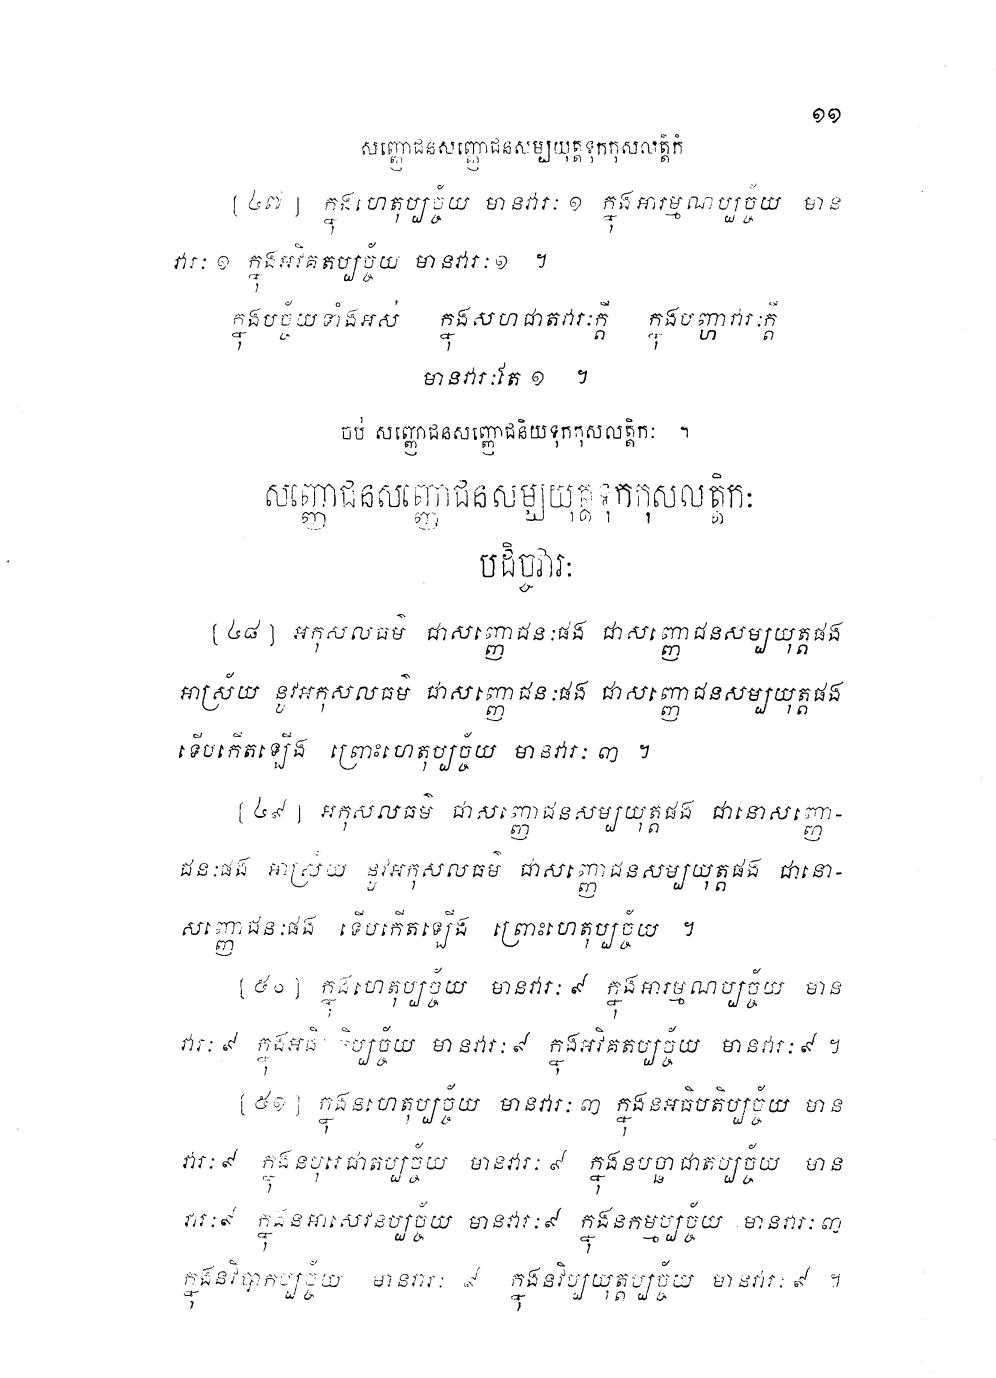 ១១
សញ្ញោជនសញ្ញោជនសម្បយុត្តទុកកុសលត្តិកំ
[៤៧] ក្នុងហេតុប្បច្ច័យ មានវារៈ ១ ក្នុងអារម្មណប្បច្ច័យ មាន
វារៈ ១ ក្នុងអវិគតប្បច្ច័យ មានវារៈ១ ។
ក្នុងបច្ច័យទាំងអស់ ក្នុងសហជាតវារៈក្តី ក្នុងបញ្ហាវារៈក្តី
មានវារៈតែ ១ ។
ចប់ សញ្ញោជនសញ្ញោជនិយទុកកុសលត្តិកៈ ។
សញ្ញោជនសញ្ញោជនសម្បយុត្តទុកកុសលត្តិកៈ
បដិច្ចវារៈ
[៤៨] អកុសលធម៌ ជាសញ្ញោជនៈផង ជាសញ្ញោជនសម្បយុត្តផង
អាស្រ័យ នូវអកុសលធម៌ ជាសញ្ញោជនៈផង ជាសញ្ញោជនសម្បយុត្តផង
ទើបកើតឡើង ព្រោះហេតុប្បច្ច័យ មានវារៈ ៣ ។
[៤៩] អកុសលធម៌ ជាសញ្ញោជនសម្បយុត្តផង ជានោសញ្ញោ-
ជនៈផង អាស្រ័យ នូវអកុសលធម៌ ជាសញ្ញោជនសម្បយុត្តផង ជានោ-
សញ្ញោជនៈផង ទើបកើតឡើង ព្រោះហេតុប្បច្ច័យ ។
[៥០] ក្នុងហេតុប្បច្ច័យ មានវារៈ ៩ ក្នុងអារម្មណប្បច្ច័យ មាន
វារៈ ៩ ក្នុងអធិបតិប្បច្ច័យ មានវារៈ ៩ ក្នុងអវិគតប្បច្ច័យ មានវារៈ ៩ ។
[៥១] ក្នុងនហេតុប្បច្ច័យ មានវារៈ ៣ ក្នុងនអធិបតិប្បច្ច័យ មាន
វារៈ ៩ ក្នុងនបុរេជាតប្បច្ច័យ មានវារៈ ៩ ក្នុងនបច្ឆាជាតប្បច្ច័យ មាន
វារៈ៩ ក្នុងនអាសេវនប្បច្ច័យ មានវារៈ៩ ក្នុងនកម្មប្បច្ច័យ មានវារៈ ៣
ក្នុងនវិបាកប្បច្ច័យ មានវារៈ ៩ ក្នុងនវិប្បយុត្តប្បច្ច័យ មានវារៈ ៩ ។